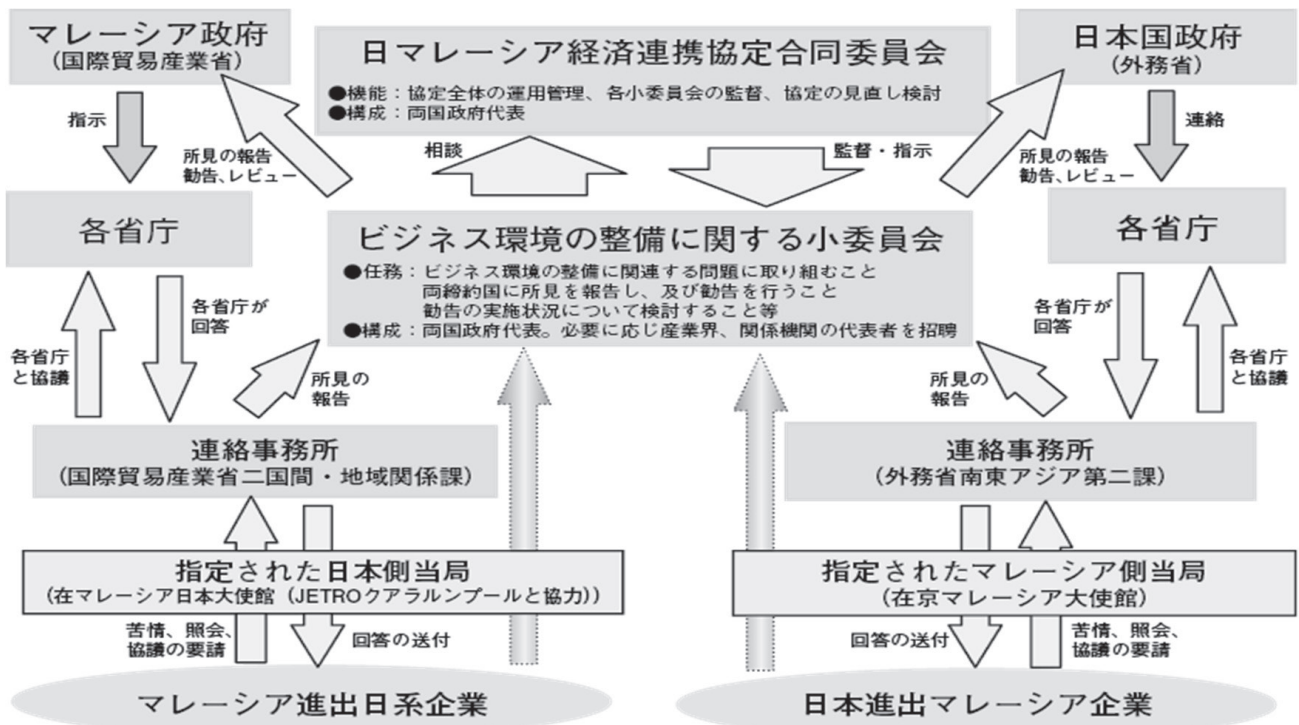 マレーシア政府
(国際貿易産業省)
日マレーシア経済連携協定合同委員会
●機能：協定全体の運用管理、各小委員会の監督、協定の見直し検討
●構成：両国政府代表
日本国政府
(外務省)
指示
所見の報告
勧告、レビュー
相談
監督・指示
所見の報告
勧告、レビュー
連絡
各省庁
ビジネス環境の整備に関する小委員会
●任務：ビジネス環境の整備に関連する問題に取り組むこと
両締約国に所見を報告し、及び勧告を行うこと
勧告の実施状況について検討すること等
●構成：両国政府代表。必要に応じ産業界、関係機関の代表者を招聘
各省庁
各省庁
と協議
各省庁が
回答
所見の
報告
所見の
報告
各省庁が
回答
各省庁
と協議
連絡事務所
(国際貿易産業省二国間・地域関係課)
連絡事務所
(外務省南東アジア第二課)
指定された日本側当局
(在マレーシア日本大使館（JETROクアラルンプールと協力）)
指定されたマレーシア側当局
(在京マレーシア大使館)
苦情、照会、
協議の要請
回答の送付
回答の送付
苦情、照会、
協議の要請
マレーシア進出日系企業
日本進出マレーシア企業